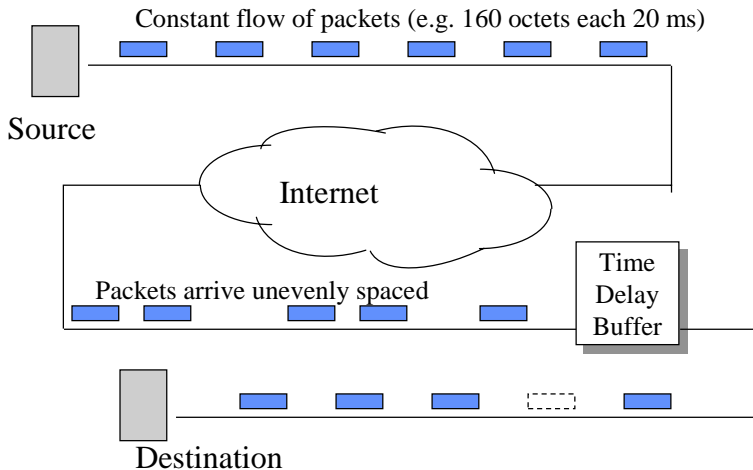 Constant flow of packets (e.g. 160 octets each 20 ms)
Source
Internet
Packets arrive unevenly spaced
Time
Delay
Buffer
Destination